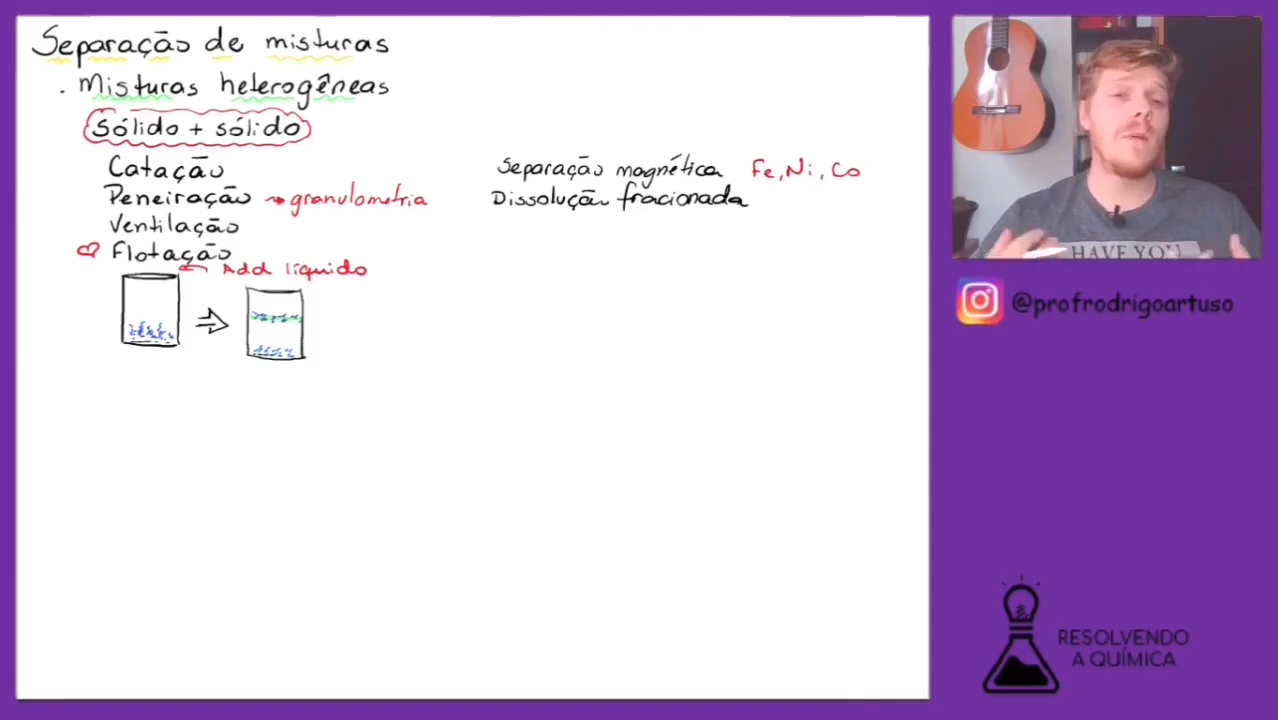 Separação de misturas
. Misturas heterogêneas
Sólido + sólido
Catação
Peneiração → granulometria
Ventilação
Flotação
Add líquido
Separação magnética Fe, Ni, Co
Dissolução fracionada
HAVE YOU
@profrodrigoartuso
RESOLVENDO
A QUÍMICA